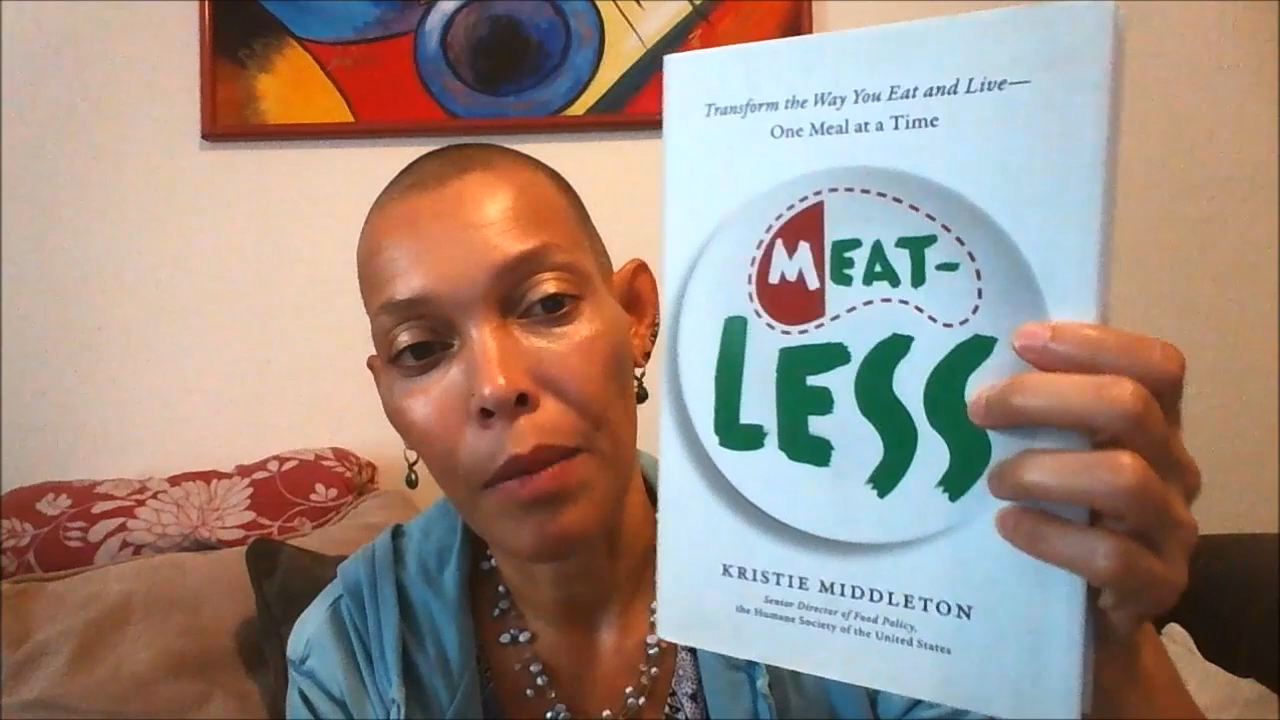 Transform the Way You Eat and Live—
One Meal at a Time
MEAT-
LESS
KRISTIE MIDDLETON
Senior Director of Food Policy,
the Humane Society of the United States